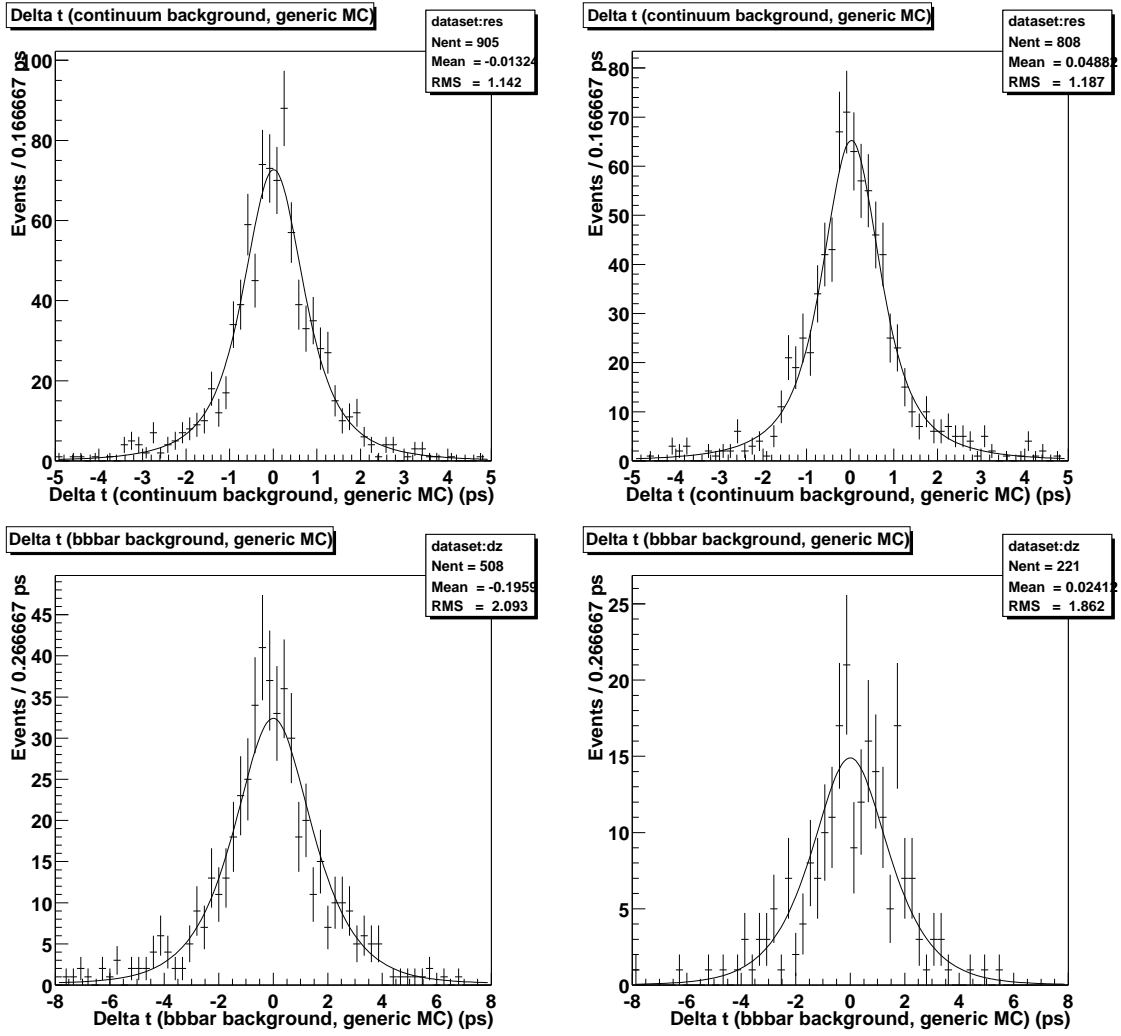 Delta t (continuum background, generic MC)
dataset:res
Nent = 905
Mean = -0.01324
RMS = 1.142
Events / 0.166667 ps
100
80
60
40
20
0
-5 -4 -3 -2 -1 0 1 2 3 4 5
Delta t (continuum background, generic MC) (ps)
Delta t (continuum background, generic MC)
dataset:res
Nent = 808
Mean = 0.04882
RMS = 1.187
Events / 0.166667 ps
80
70
60
50
40
30
20
10
0
-5 -4 -3 -2 -1 0 1 2 3 4 5
Delta t (continuum background, generic MC) (ps)
Delta t (bbbar background, generic MC)
dataset:dz
Nent = 508
Mean = -0.1959
RMS = 2.093
Events / 0.266667 ps
45
40
35
30
25
20
15
10
5
0
-8 -6 -4 -2 0 2 4 6 8
Delta t (bbbar background, generic MC) (ps)
Delta t (bbbar background, generic MC)
dataset:dz
Nent = 221
Mean = 0.02412
RMS = 1.862
Events / 0.266667 ps
25
20
15
10
5
0
-8 -6 -4 -2 0 2 4 6 8
Delta t (bbbar background, generic MC) (ps)